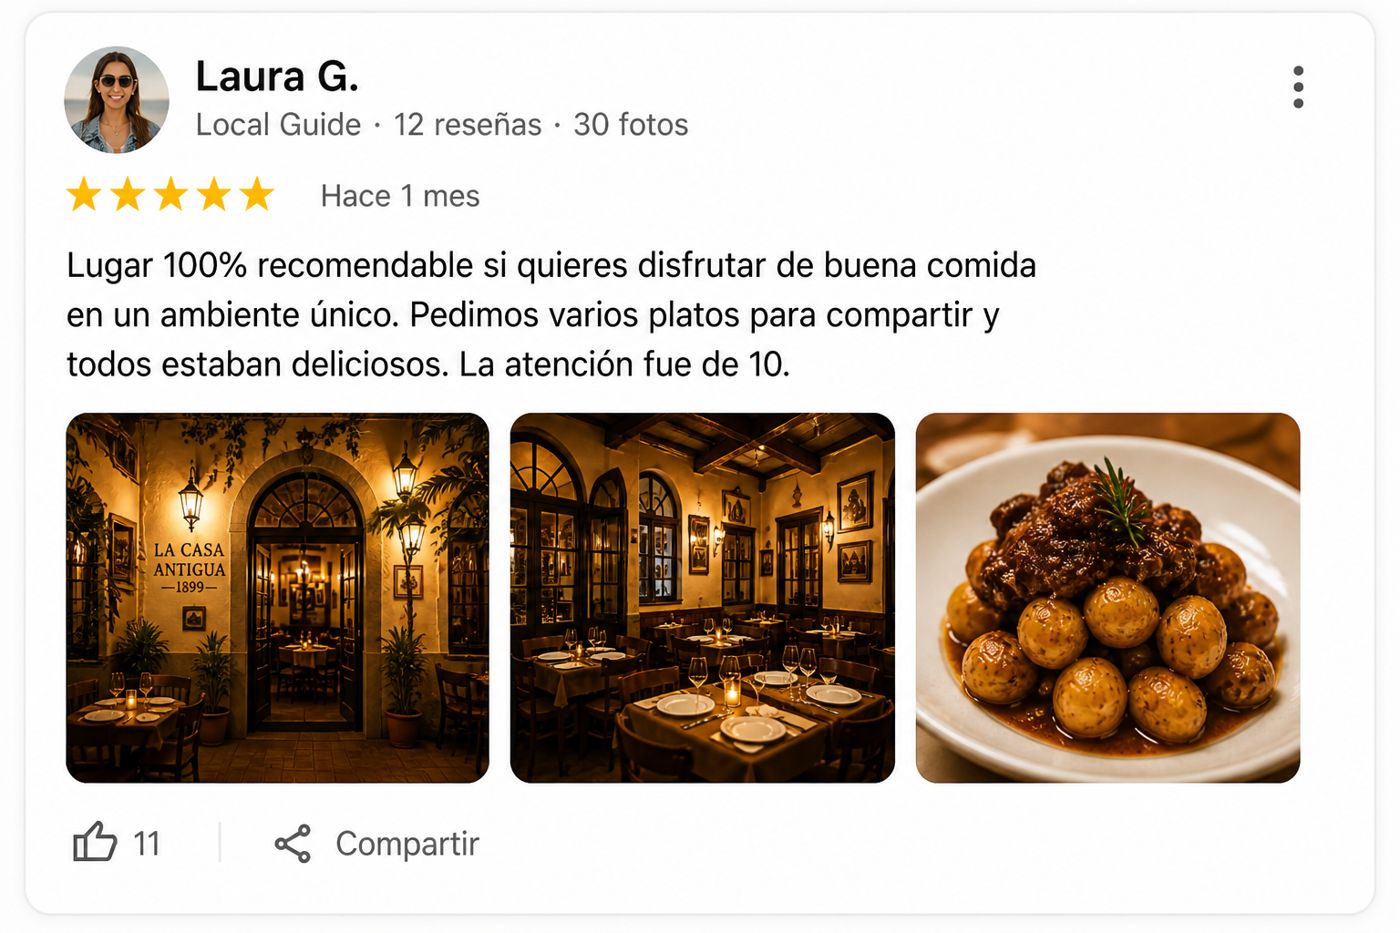 Laura G.
Local Guide · 12 reseñas · 30 fotos
Hace 1 mes
Lugar 100% recomendable si quieres disfrutar de buena comida
en un ambiente único. Pedimos varios platos para compartir y
todos estaban deliciosos. La atención fue de 10.
LA CASA
ANTIGUA
—1899—
11
Compartir